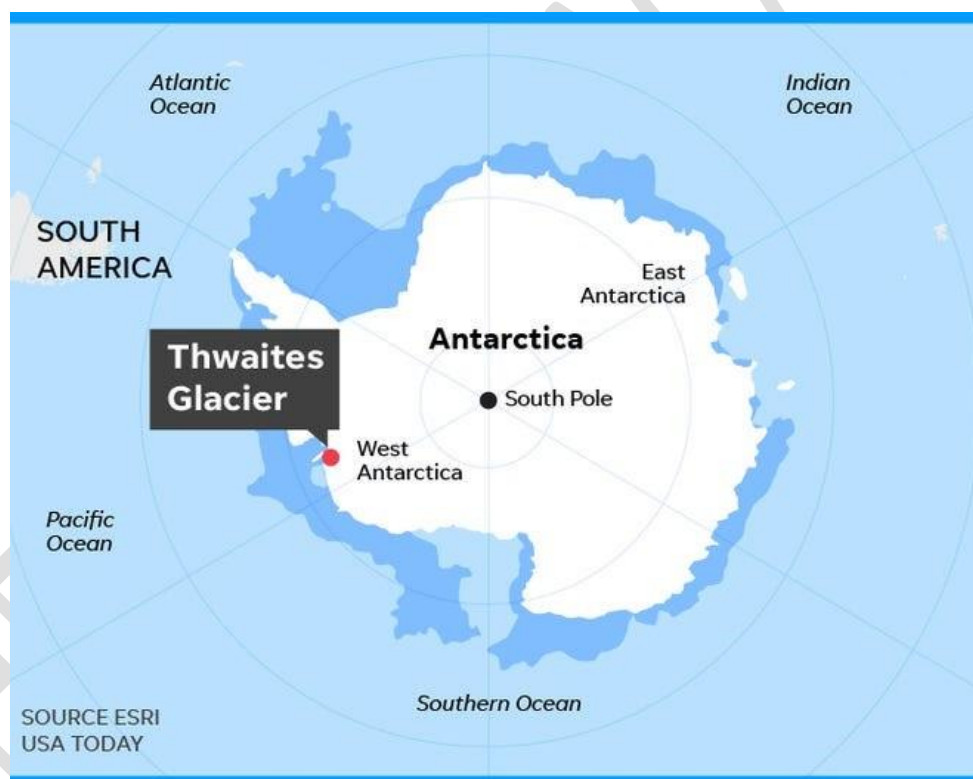 Atlantic
Ocean
Indian
Ocean
SOUTH
AMERICA
East
Antarctica
Antarctica
Thwaites
Glacier
South Pole
West
Antarctica
Pacific
Ocean
Southern Ocean
SOURCE ESRI
USA TODAY